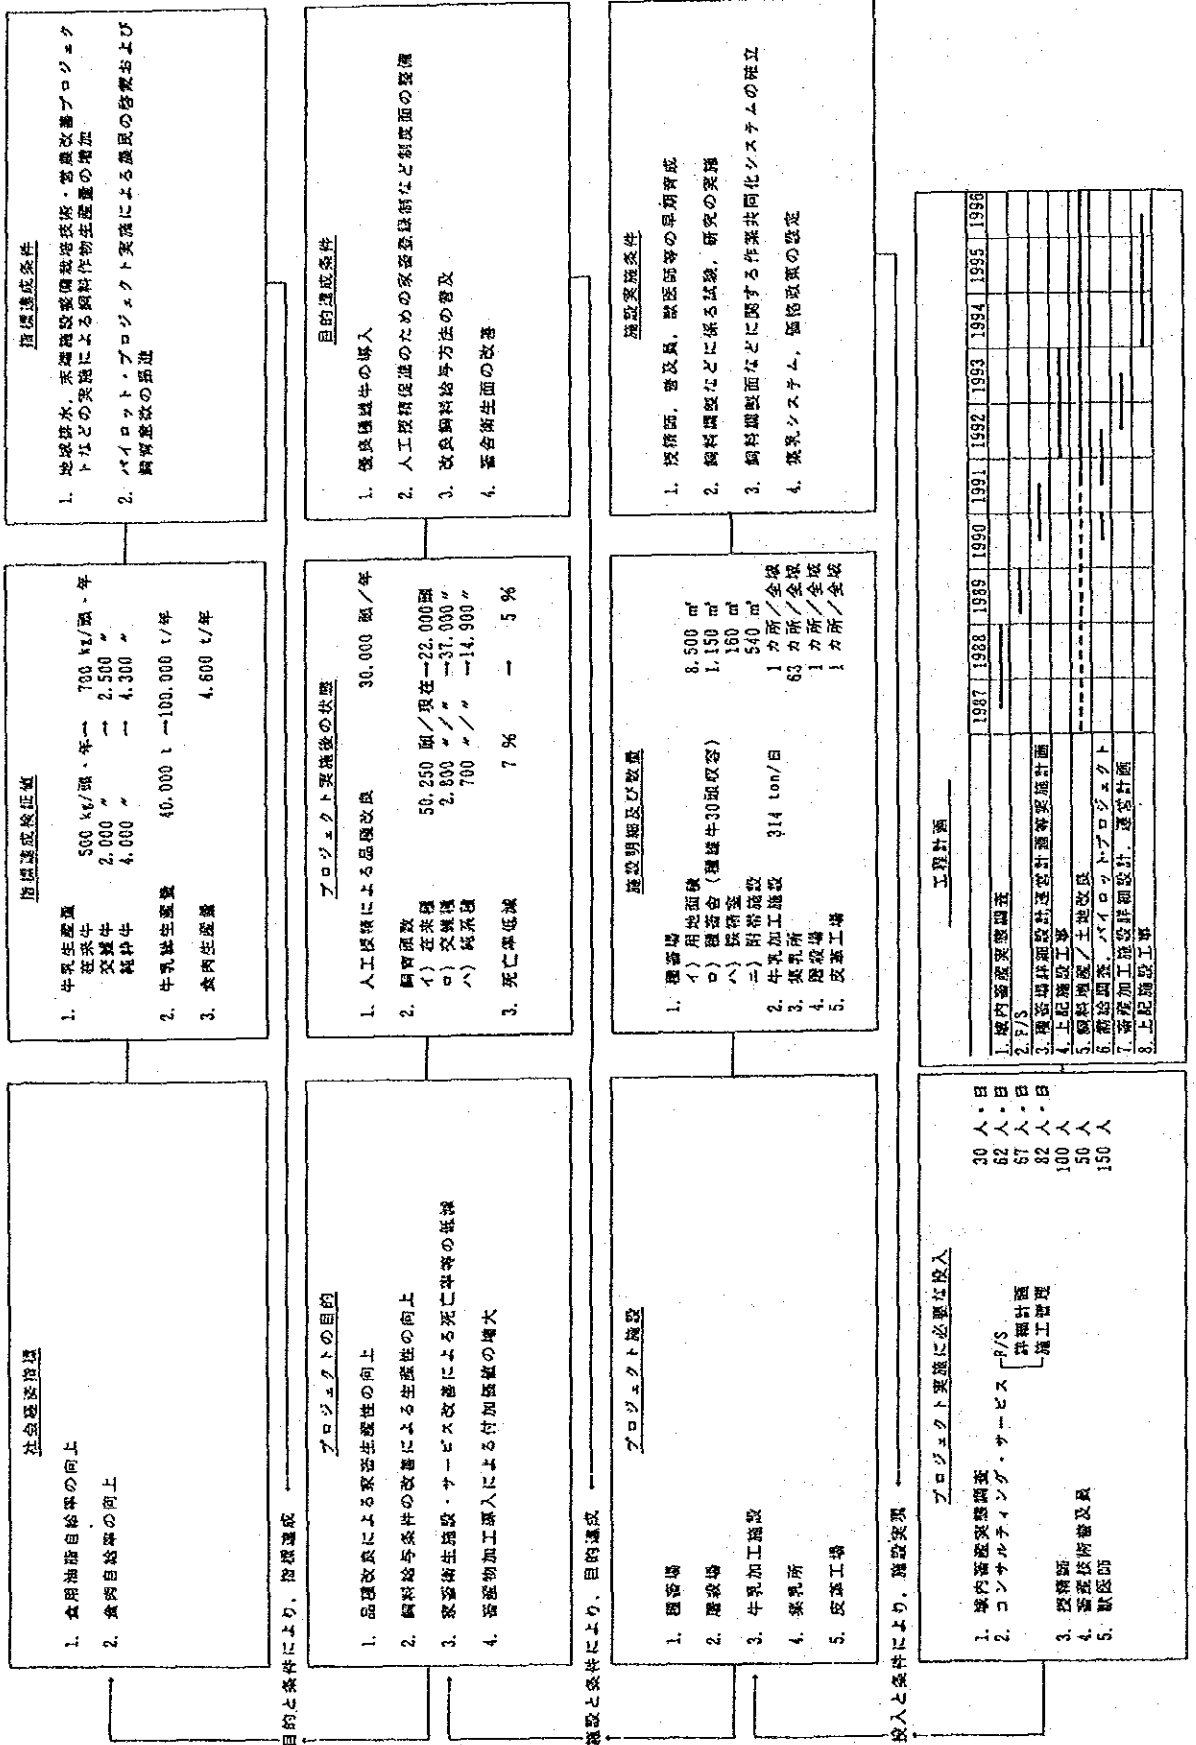 社会経済指標
1. 食用油脂自給率の向上
2. 食肉自給率の向上
指標達成検証値
1. 牛乳生産量
在来牛 500 kg/頭・年→ 700 kg/頭・年
交雑牛 2.000 〃 → 2.500 〃
純粋牛 4.000 〃 → 4.300 〃
2. 牛乳総生産量 40.000 t →100.000 t/年
3. 食肉生産量 4.600 t/年
指標達成条件
1. 地域排水，末端施設整備栽培技術・営農改善プロジェク
トなどの実施による飼料作物生産量の増加
2. パイロット・プロジェクト実施による農民の啓蒙および
飼育意欲の昂進
目的と条件により，指標達成
プロジェクトの目的
1. 品種改良による家畜生産性の向上
2. 飼料給与条件の改善による生産性の向上
3. 家畜衛生施設・サービス改善による死亡率等の低減
4. 畜産物加工導入による付加価値の増大
プロジェクト実施後の状態
1. 人工授精による品種改良 30.000 頭/年
2. 飼育頭数
イ) 在来種 50.250 頭/現在→22.000頭
ロ) 交雑種 2.800 〃/〃 →37.000 〃
ハ) 純系種 700 〃/〃 →14.900 〃
3. 死亡率低減 7 % → 5 %
目的達成条件
1. 優良種雄牛の導入
2. 人工授精促進のための家畜登録制など制度面の整備
3. 改良飼料給与方法の普及
4. 畜舎衛生面の改善
施設と条件により，目的達成
プロジェクト施設
1. 種畜場
2. 屠殺場
3. 牛乳加工施設
4. 集乳所
5. 皮革工場
施設明細及び数量
1. 種畜場
イ) 用地面積 8.500 ㎡
ロ) 種畜舎 (種雄牛30頭収容) 1.150 ㎡
ハ) 採精室 160 ㎡
ニ) 附帯施設 540 ㎡
2. 牛乳加工施設 314 ton/日 1 カ所/全域
3. 集乳所 63 カ所/全域
4. 屠殺場 1 カ所/全域
5. 皮革工場 1 カ所/全域
施設実施条件
1. 授精師，普及員，獣医師等の早期育成
2. 飼料調製などに係る試験，研究の実施
3. 飼料調製面などに関する作業共同化システムの確立
4. 集乳システム，価格政策の設定
投入と条件により，施設実現
プロジェクト実施に必要な投入
1. 域内畜産実態調査 30 人・日
2. コンサルティング・サービス F/S 62 人・日
詳細計画 67 人・日
施工管理 82 人・日
3. 授精師 100 人
4. 畜産技術普及員 50 人
5. 獣医師 150 人
工程計画
1987 1988 1989 1990 1991 1992 1993 1994 1995 1996
1. 域内畜産実態調査
2. F/S
3. 種畜場詳細設計運営計画等実施計画
4. 上記施設工事
5. 飼料増産/土地改良
6. 需給調査，パイロット・プロジェクト
7. 畜産加工施設詳細設計，運営計画
8. 上記施設工事